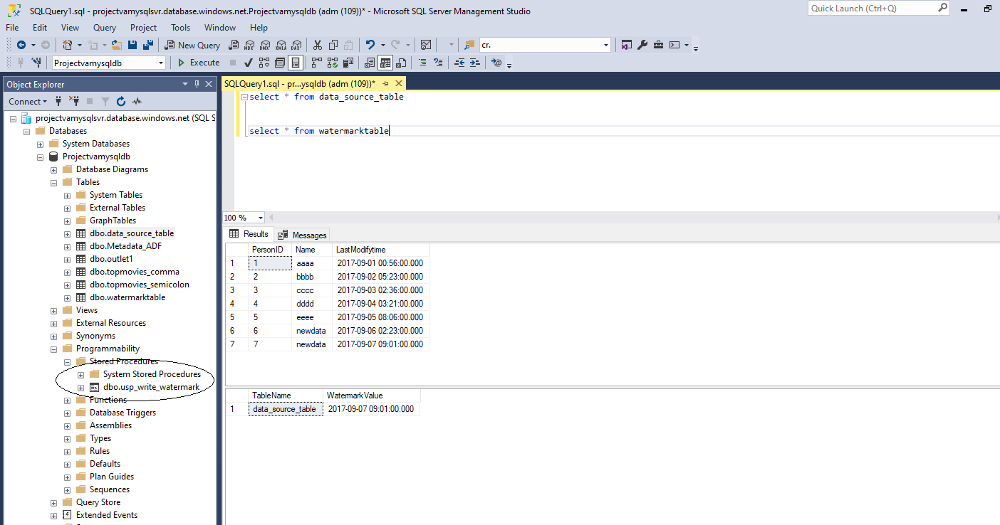 SQLQuery1.sql - projectvamysqlsvr.database.windows.net.Projectvamysqldb (adm (109))* - Microsoft SQL Server Management Studio
Quick Launch (Ctrl+Q)
File Edit View Query Project Tools Window Help
New Query MDX DMX XMLA DAX cr.
Projectvamysqldb Execute
Object Explorer
SQLQuery1.sql - pr...ysqldb (adm (109))*
Connect
select * from data_source_table
select * from watermarktable
projectvamysqlsvr.database.windows.net (SQL S
Databases
System Databases
Projectvamysqldb
Database Diagrams
Tables
System Tables
External Tables
GraphTables
dbo.data_source_table
dbo.Metadata_ADF
dbo.outlet1
dbo.topmovies_comma
dbo.topmovies_semicolon
dbo.watermarktable
Views
External Resources
Synonyms
Programmability
Stored Procedures
System Stored Procedures
dbo.usp_write_watermark
Functions
Database Triggers
Assemblies
Types
Rules
Defaults
Plan Guides
Sequences
Query Store
Extended Events
100 %
Results Messages
PersonID Name LastModifytime
1 1 aaaa 2017-09-01 00:56:00.000
2 2 bbbb 2017-09-02 05:23:00.000
3 3 cccc 2017-09-03 02:36:00.000
4 4 dddd 2017-09-04 03:21:00.000
5 5 eeee 2017-09-05 08:06:00.000
6 6 newdata 2017-09-06 02:23:00.000
7 7 newdata 2017-09-07 09:01:00.000
TableName WatermarkValue
1 data_source_table 2017-09-07 09:01:00.000